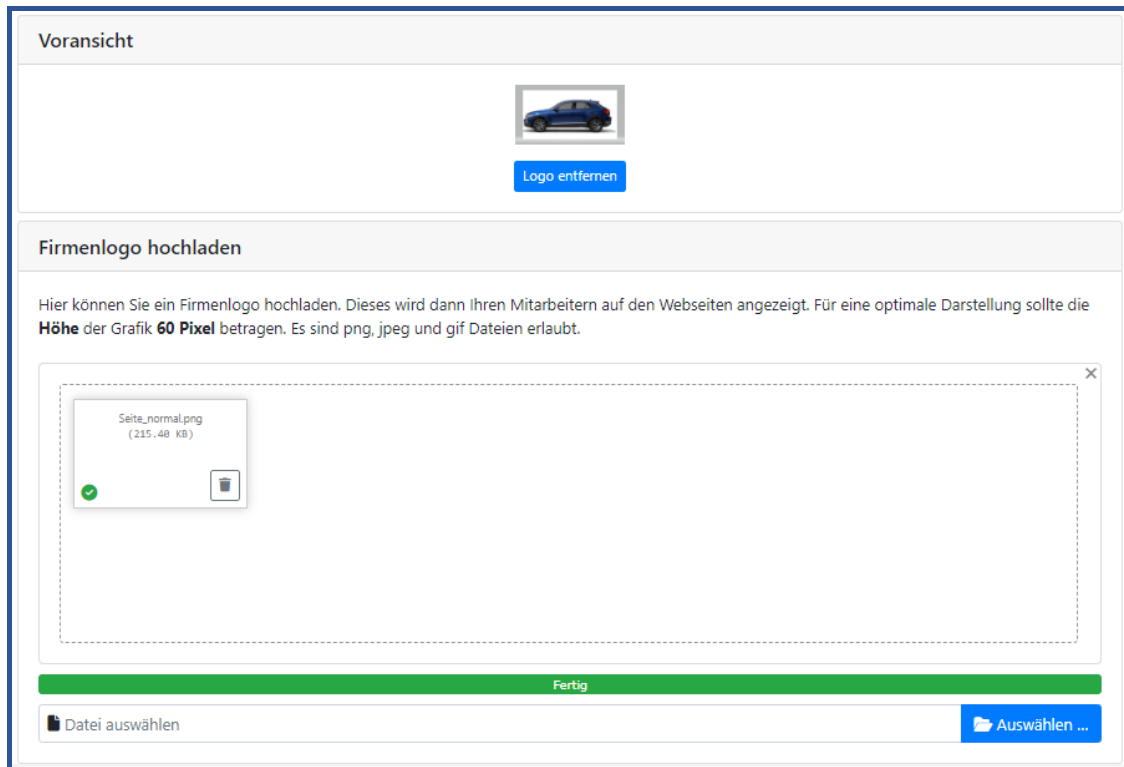 Voransicht
Logo entfernen
Firmenlogo hochladen
Hier können Sie ein Firmenlogo hochladen. Dieses wird dann Ihren Mitarbeitern auf den Webseiten angezeigt. Für eine optimale Darstellung sollte die
Höhe der Grafik 60 Pixel betragen. Es sind png, jpeg und gif Dateien erlaubt.
×
Seite_normal.png
(215.40 KB)
Fertig
Datei auswählen
Auswählen ...